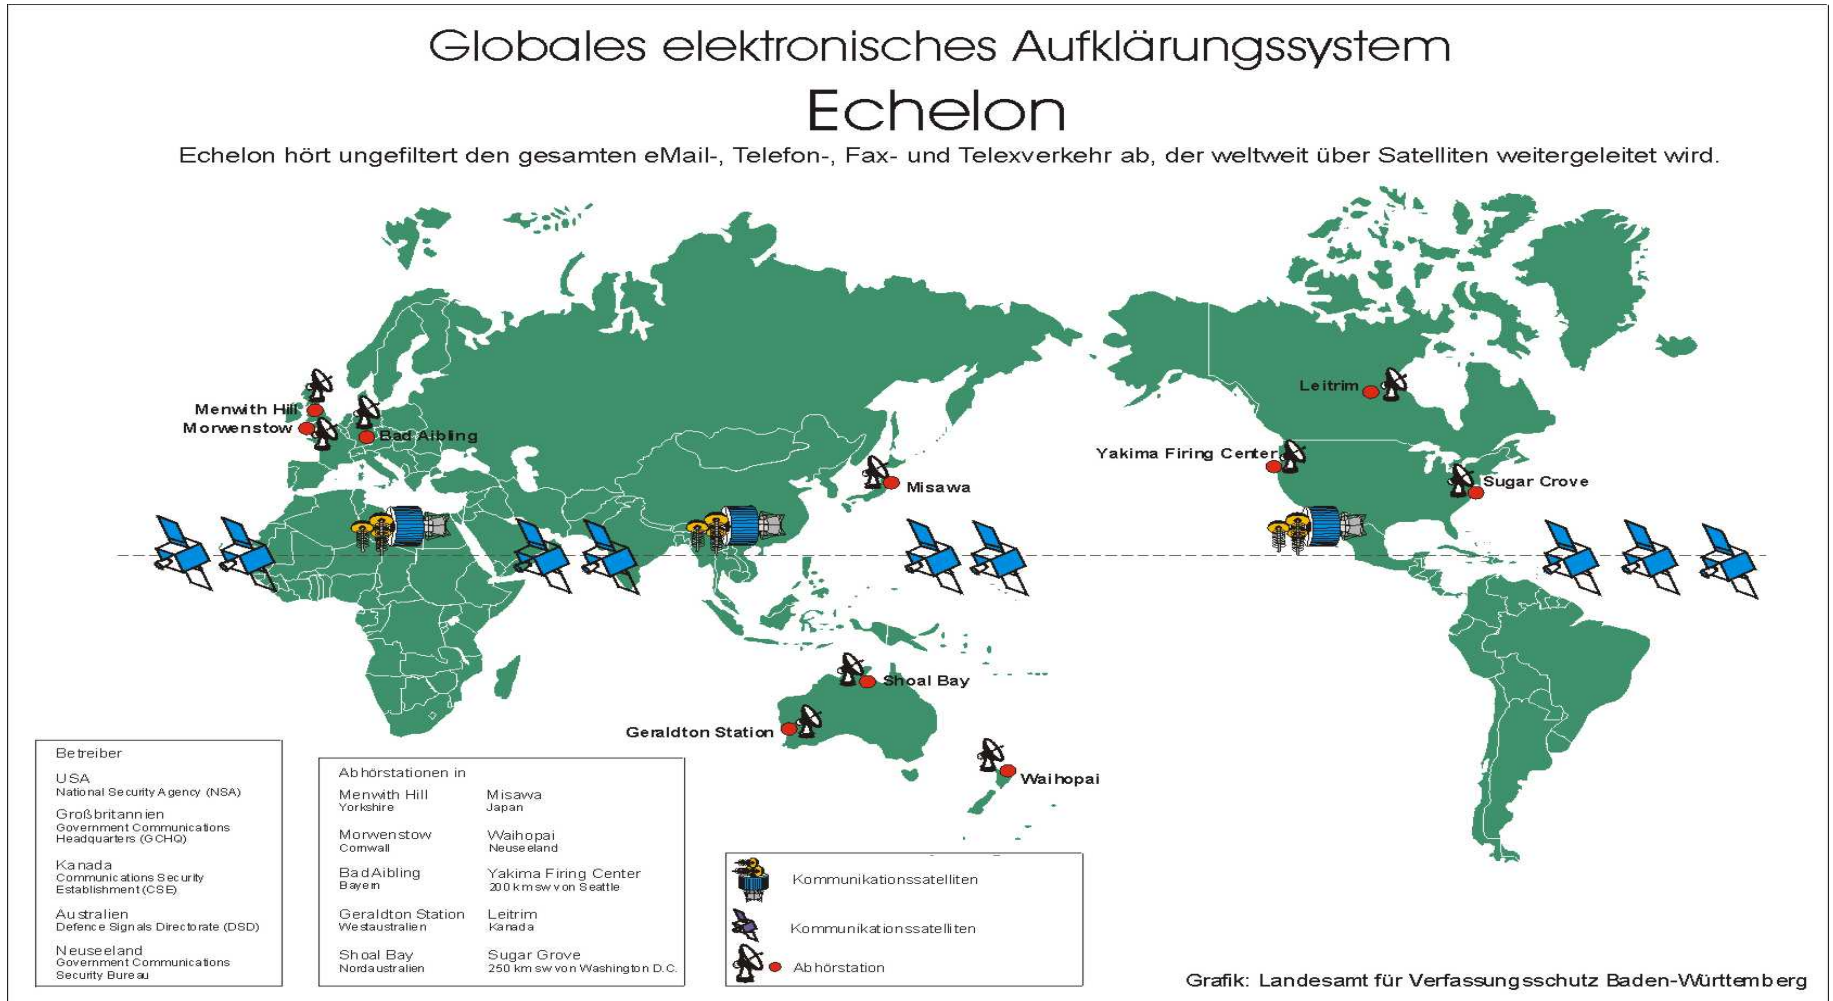 Globales elektronisches Aufklärungssystem
Echelon
Echelon hört ungefiltert den gesamten eMail-, Telefon-, Fax- und Telexverkehr ab, der weltweit über Satelliten weitergeleitet wird.
Menwith Hill
Morwenstow
Bad Aibling
Misawa
Leitrim
Yakima Firing Center
Sugar Crove
Shoal Bay
Geraldton Station
Waihopai
Betreiber
USA
National Security Agency (NSA)
Großbritannien
Government Communications
Headquarters (GCHQ)
Kanada
Communications Security
Establishment (CSE)
Australien
Defence Signals Directorate (DSD)
Neuseeland
Government Communications
Security Bureau
Abhörstationen in
Menwith Hill
Yorkshire
Morwenstow
Cornwall
Bad Aibling
Bayern
Geraldton Station
Westaustralien
Shoal Bay
Nordaustralien
Misawa
Japan
Waihopai
Neuseeland
Yakima Firing Center
200 km sw von Seattle
Leitrim
Kanada
Sugar Grove
250 km sw von Washington D.C.
Kommunikationssatelliten
Kommunikationssatelliten
Abhörstation
Grafik: Landesamt für Verfassungsschutz Baden-Württemberg